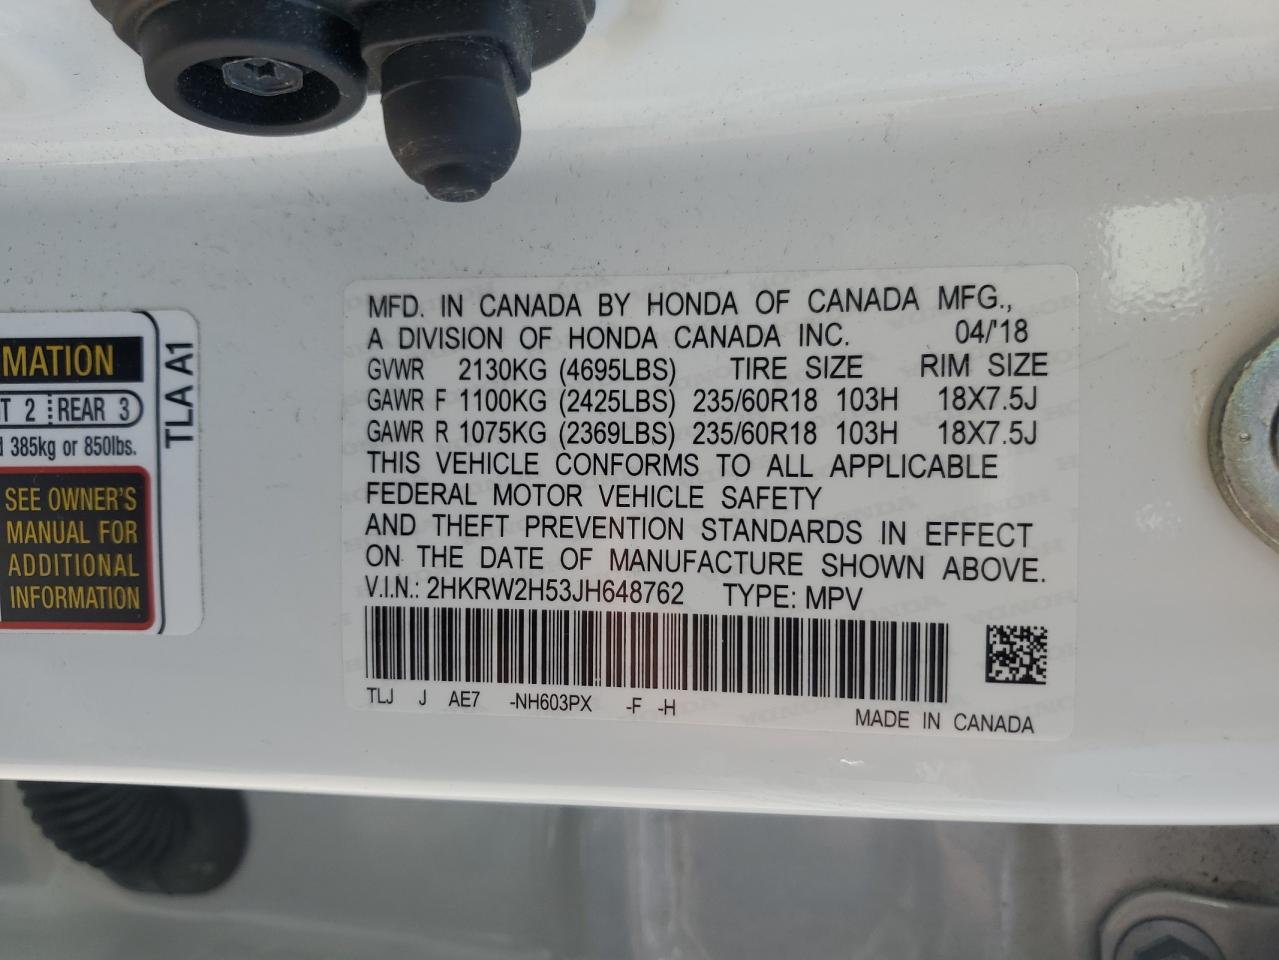 MFD. IN CANADA BY HONDA OF CANADA MFG.,
A DIVISION OF HONDA CANADA INC. 04/'18
GVWR 2130KG (4695LBS) TIRE SIZE RIM SIZE
GAWR F 1100KG (2425LBS) 235/60R18 103H 18X7.5J
GAWR R 1075KG (2369LBS) 235/60R18 103H 18X7.5J
THIS VEHICLE CONFORMS TO ALL APPLICABLE
FEDERAL MOTOR VEHICLE SAFETY
AND THEFT PREVENTION STANDARDS IN EFFECT
ON THE DATE OF MANUFACTURE SHOWN ABOVE.
V.I.N.: 2HKRW2H53JH648762 TYPE: MPV
TLJ J AE7 -NH603PX -F -H
MADE IN CANADA
MATION
T 2 REAR 3
385kg or 850lbs.
SEE OWNER'S
MANUAL FOR
ADDITIONAL
INFORMATION
TLA A1